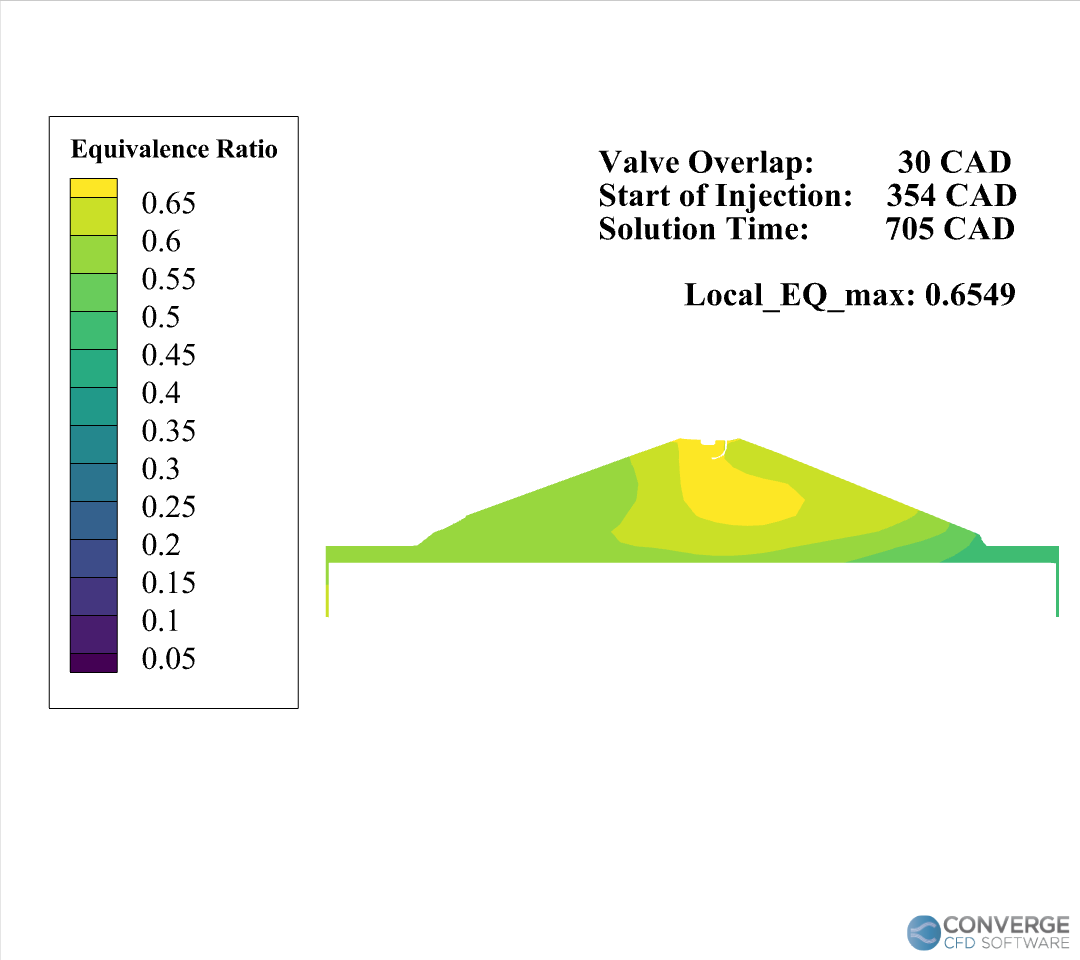 Equivalence Ratio
0.65
0.6
0.55
0.5
0.45
0.4
0.35
0.3
0.25
0.2
0.15
0.1
0.05
Valve Overlap: 30 CAD
Start of Injection: 354 CAD
Solution Time: 705 CAD
Local_EQ_max: 0.6549
CONVERGE
CFD SOFTWARE